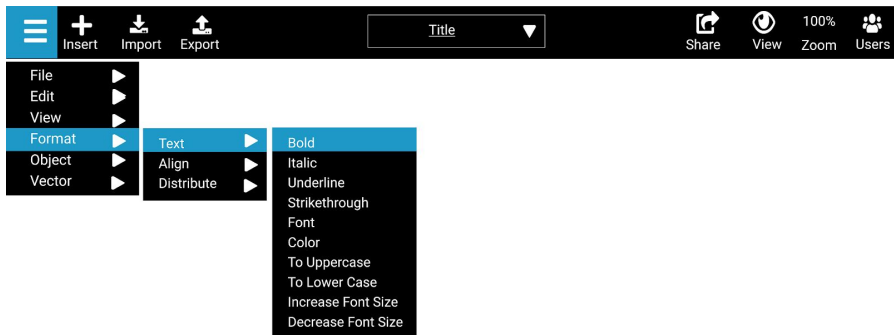 Insert
Import
Export
Title
Share
View
100%
Zoom
Users
File
Edit
View
Format
Object
Vector
Text
Align
Distribute
Bold
Italic
Underline
Strikethrough
Font
Color
To Uppercase
To Lower Case
Increase Font Size
Decrease Font Size